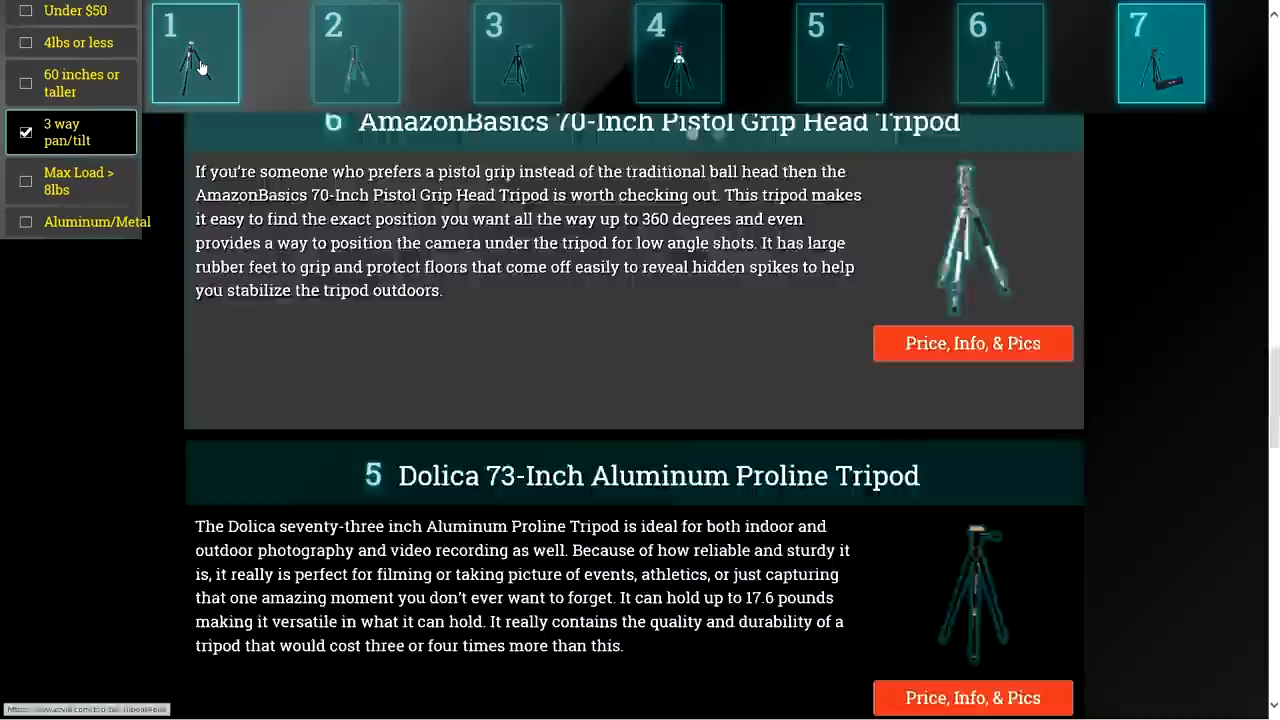 Under $50
4lbs or less
60 inches or
taller
3 way
pan/tilt
Max Load >
8lbs
Aluminum/Metal
1
2
3
4
5
6
7
6 AmazonBasics 70-Inch Pistol Grip Head Tripod
If you're someone who prefers a pistol grip instead of the traditional ball head then the
AmazonBasics 70-Inch Pistol Grip Head Tripod is worth checking out. This tripod makes
it easy to find the exact position you want all the way up to 360 degrees and even
provides a way to position the camera under the tripod for low angle shots. It has large
rubber feet to grip and protect floors that come off easily to reveal hidden spikes to help
you stabilize the tripod outdoors.
Price, Info, & Pics
5 Dolica 73-Inch Aluminum Proline Tripod
The Dolica seventy-three inch Aluminum Proline Tripod is ideal for both indoor and
outdoor photography and video recording as well. Because of how reliable and sturdy it
is, it really is perfect for filming or taking picture of events, athletics, or just capturing
that one amazing moment you don't ever want to forget. It can hold up to 17.6 pounds
making it versatile in what it can hold. It really contains the quality and durability of a
tripod that would cost three or four times more than this.
Price, Info, & Pics